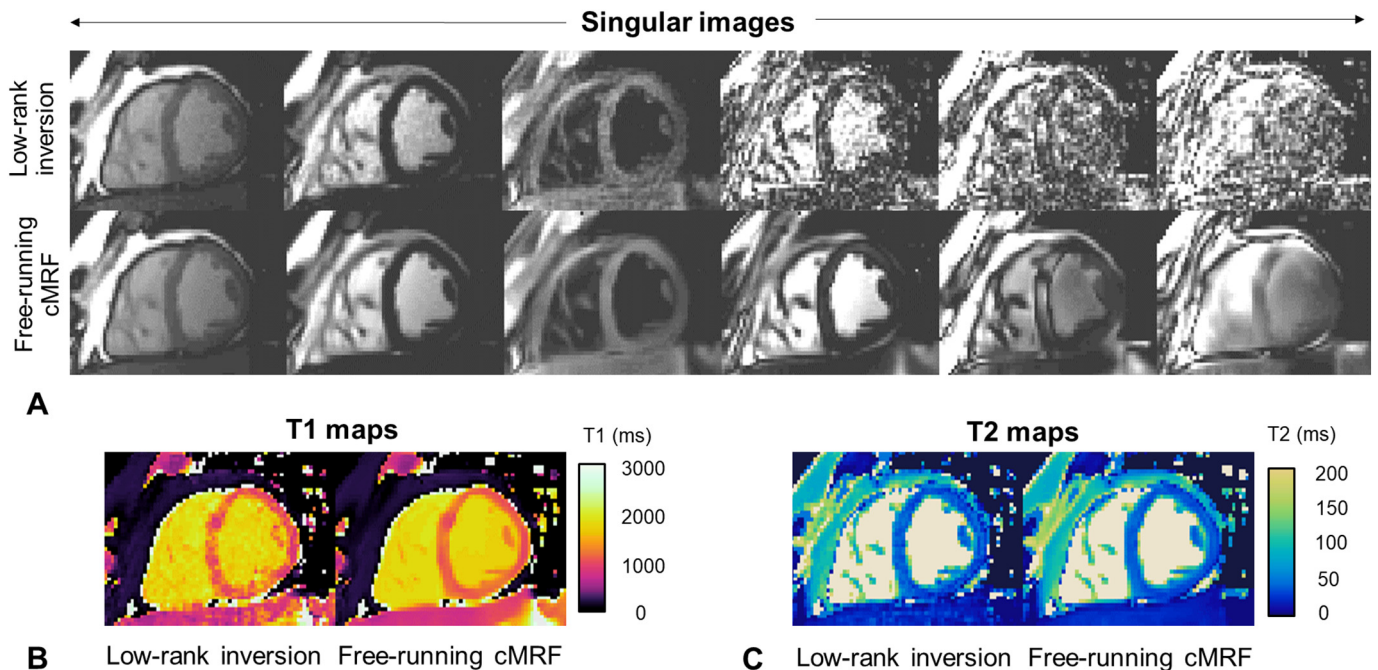 Singular images
Low-rank
inversion
Free-running
cMRF
A
T1 maps
T1 (ms)
3000
2000
1000
0
B
Low-rank inversion
Free-running cMRF
T2 maps
T2 (ms)
200
150
100
50
0
C
Low-rank inversion
Free-running cMRF